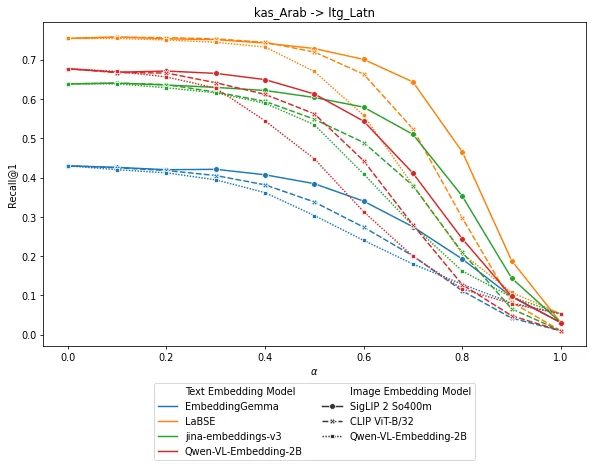 kas_Arab -> ltg_Latn
Recall@1
0.7
0.6
0.5
0.4
0.3
0.2
0.1
0.0
0.0 0.2 0.4 0.6 0.8 1.0
α
Text Embedding Model
EmbeddingGemma
LaBSE
jina-embeddings-v3
Qwen-VL-Embedding-2B
Image Embedding Model
SigLIP 2 So400m
CLIP ViT-B/32
Qwen-VL-Embedding-2B